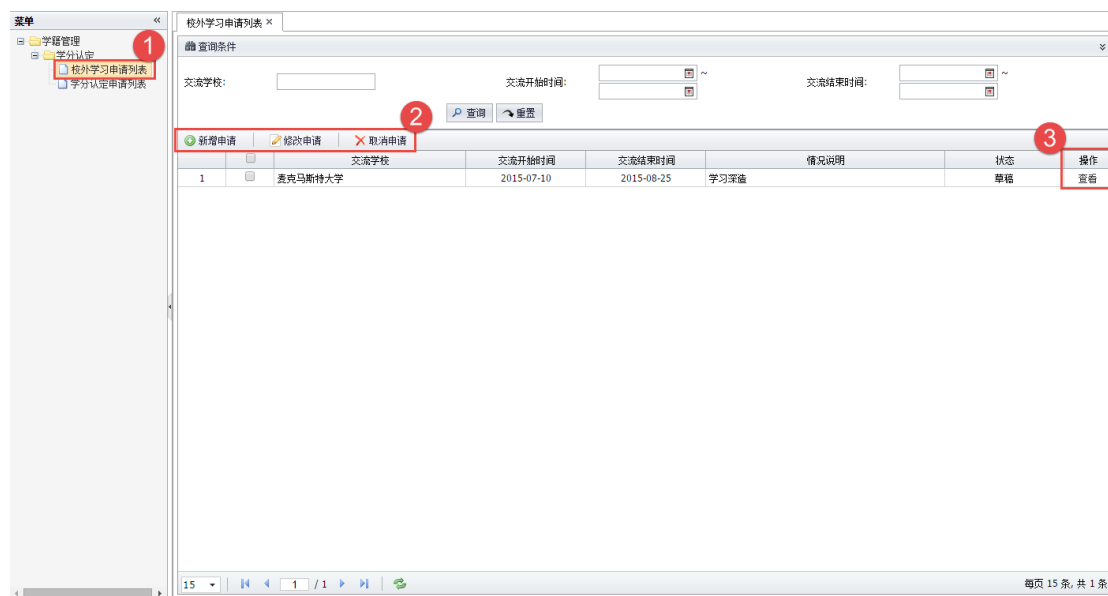 菜单 «
学籍管理
学分认定
校外学习申请列表
学分认定申请列表
1
校外学习申请列表 ×
查询条件
交流学校:
交流开始时间: ~
交流结束时间: ~
查询 重置
2
新增申请 修改申请 取消申请
3
交流学校 交流开始时间 交流结束时间 情况说明 状态 操作
1 麦克马斯特大学 2015-07-10 2015-08-25 学习深造 草稿 查看
15 1 / 1 每页 15 条, 共 1 条